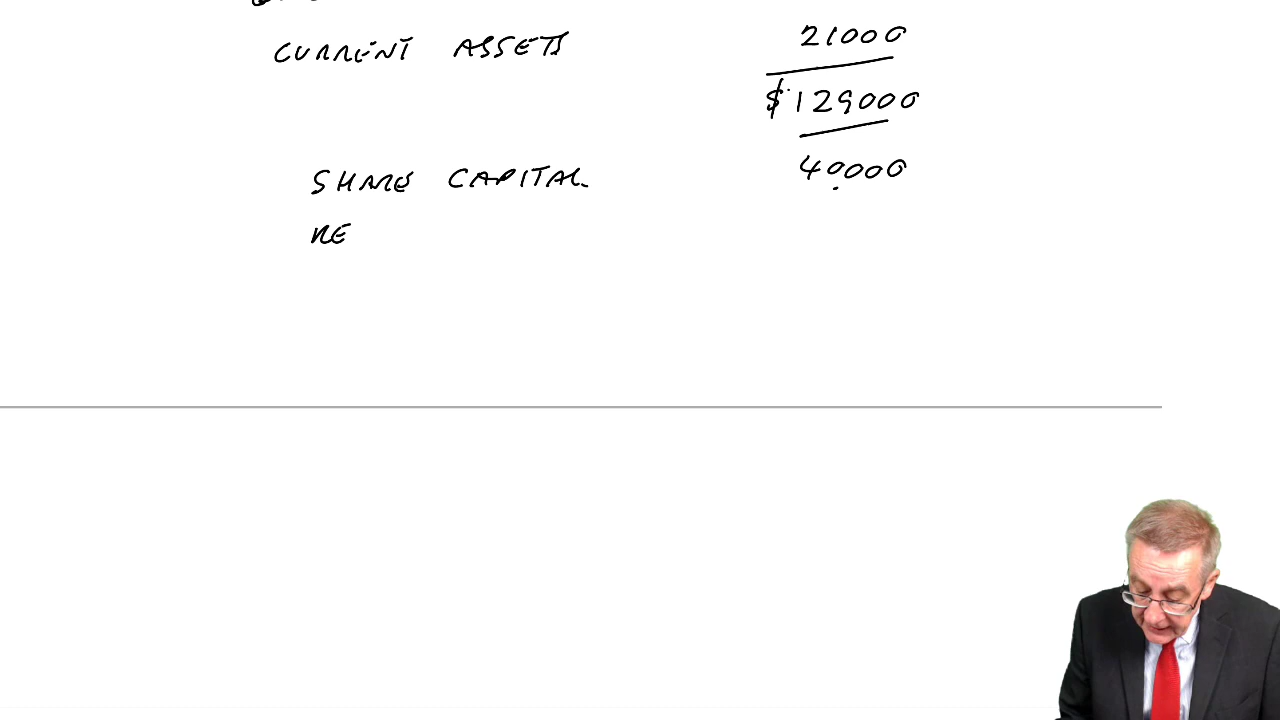 CURRENT ASSETS 21000
$129000
SHARE CAPITAL 40000
RE